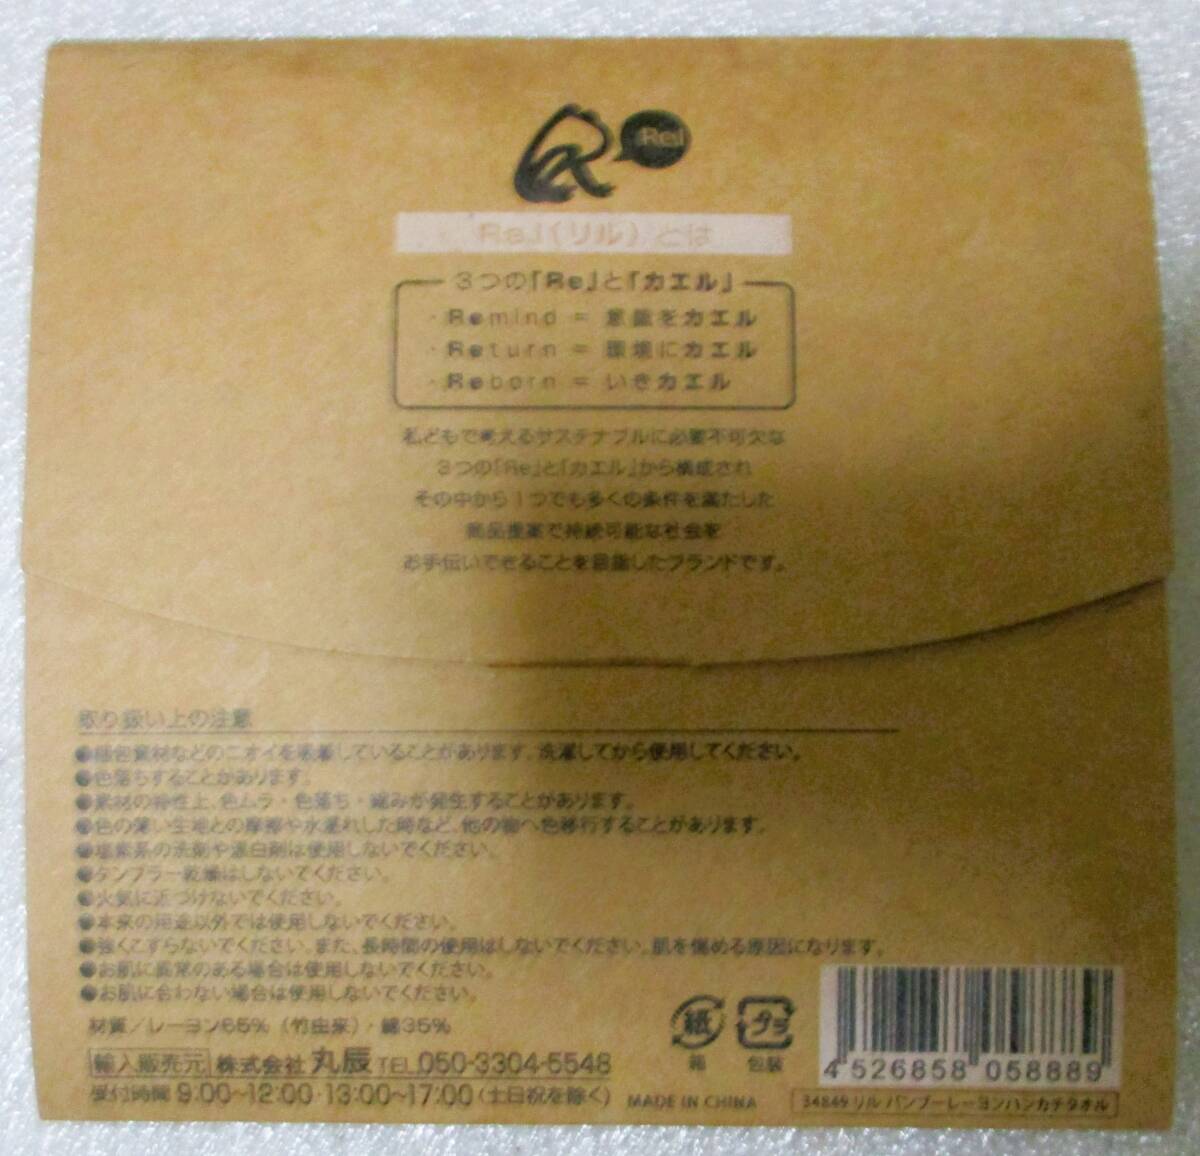 Re.l
Re.l(リル)とは
3つの「Re」と「カエル」
・Remind = 意識をカエル
・Return = 環境にカエル
・Reborn = いきカエル
私どもで考えるサステナブルに必要不可欠な
3つの「Re」と「カエル」から構成され
その中から1つでも多くの条件を満たした
商品提案で持続可能な社会を
お手伝いできることを目指したブランドです。
取り扱い上の注意
●梱包資材などのニオイを吸着していることがあります。洗濯してから使用してください。
●色落ちすることがあります。
●素材の特性上、色ムラ・色落ち・縮みが発生することがあります。
●色の薄い生地との摩擦や水濡れした時など、他の物へ色移行することがあります。
●塩素系の洗剤や漂白剤は使用しないでください。
●タンブラー乾燥はしないでください。
●火気に近づけないでください。
●本来の用途以外では使用しないでください。
●強くこすらないでください。また、長時間の使用はしないでください。肌を傷める原因になります。
●お肌に異常のある場合は使用しないでください。
●お肌に合わない場合は使用しないでください。
材質/レーヨン65%(竹由来)・綿35%
輸入販売元 株式会社 丸辰 TEL.050-3304-5548
受付時間 9:00~12:00・13:00~17:00(土日祝を除く)
紙 箱
プラ 包装
MADE IN CHINA
4 526858 058889
34849 リル バンブーレーヨンハンカチタオル